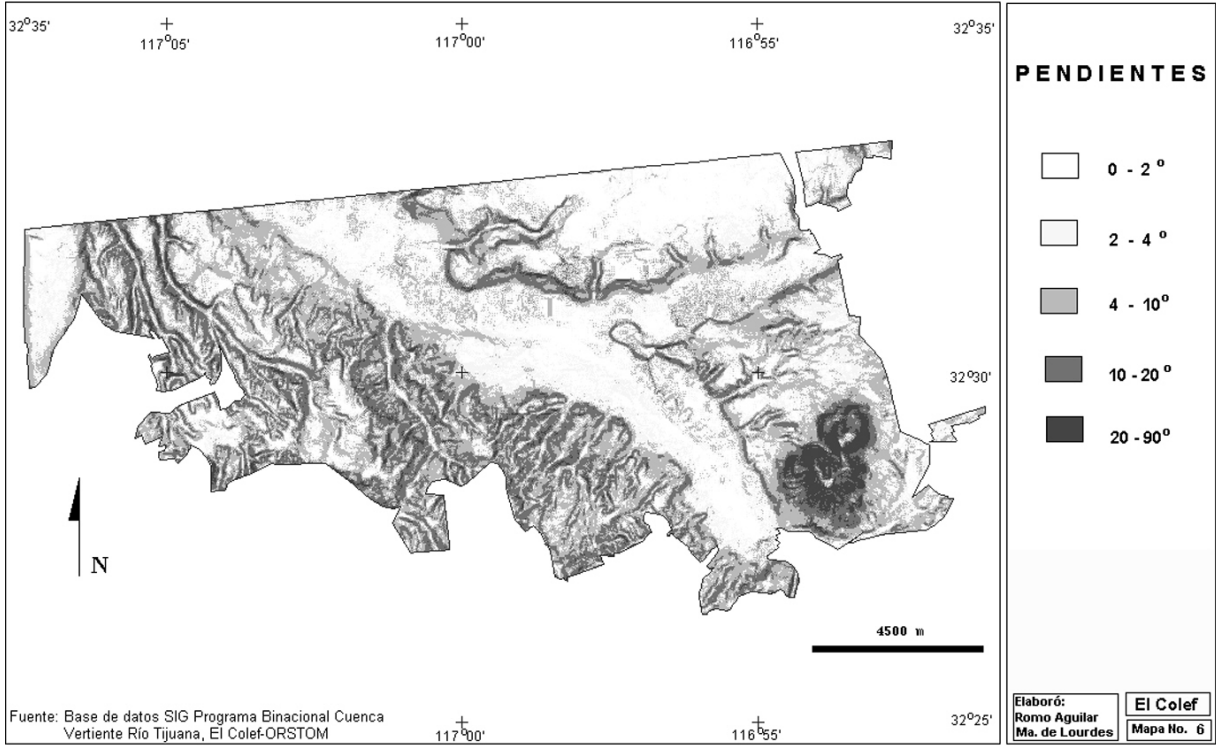 32°35'
117°05'
117°00'
116°55'
32°35'
PENDIENTES
0 - 2°
2 - 4°
4 - 10°
10 - 20°
20 - 90°
32°30'
N
4500 m
Fuente: Base de datos SIG Programa Binacional Cuenca
Vertiente Río Tijuana, El Colef-ORSTOM
117°00'
116°55'
32°25'
Elaboró:
Romo Aguilar
Ma. de Lourdes
El Colef
Mapa No. 6